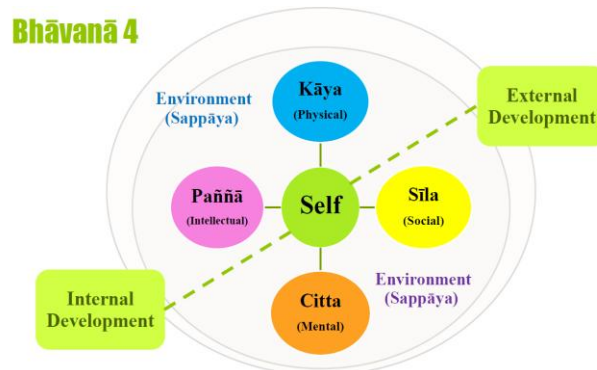 Bhāvanā 4
Kāya
(Physical)
Environment
(Sappāya)
External
Development
Paññā
(Intellectual)
Self
Sīla
(Social)
Internal
Development
Citta
(Mental)
Environment
(Sappāya)